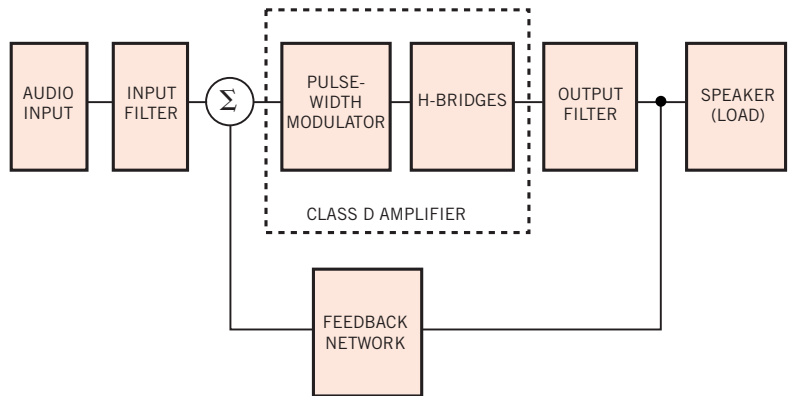 AUDIO
INPUT
INPUT
FILTER
Σ
PULSE-
WIDTH
MODULATOR
H-BRIDGES
OUTPUT
FILTER
SPEAKER
(LOAD)
CLASS D AMPLIFIER
FEEDBACK
NETWORK